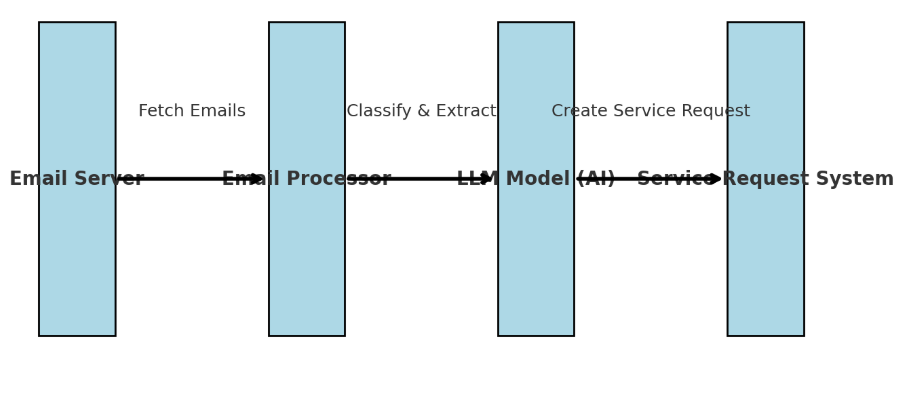 Fetch Emails
Classify & Extract
Create Service Request
Email Server
Email Processor
LLM Model (AI)
Service Request System